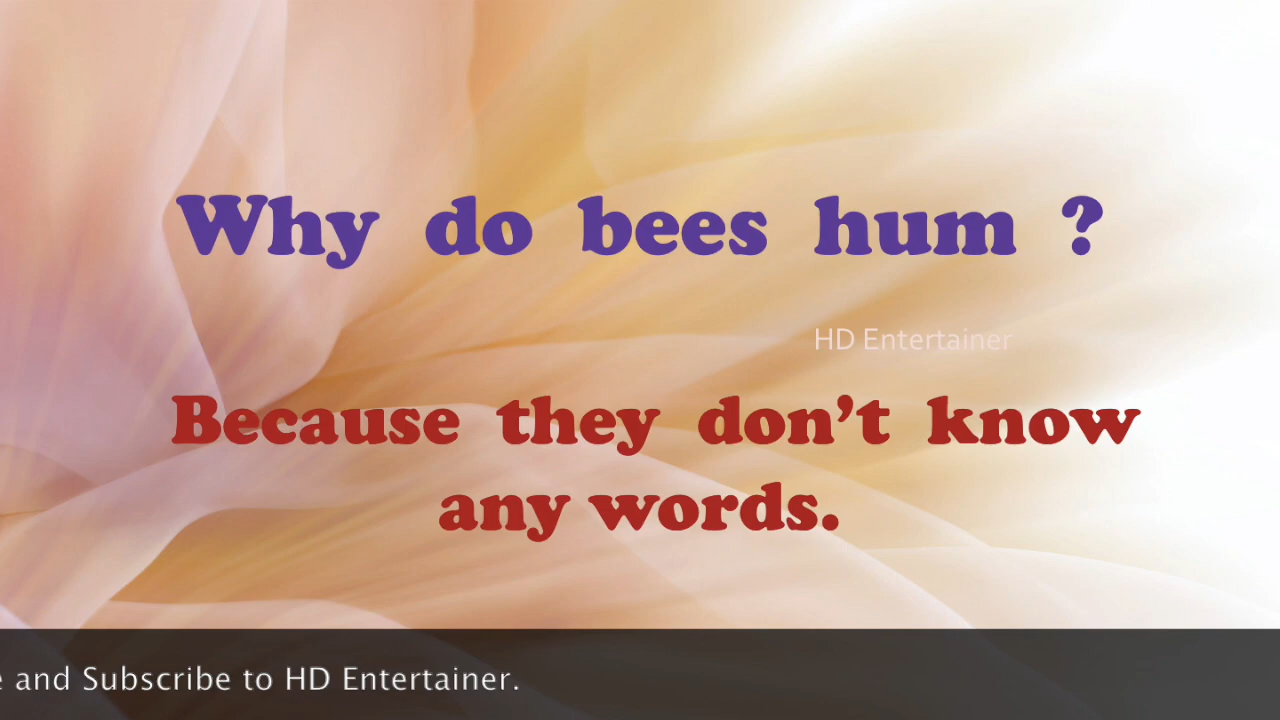 Why do bees hum ?
HD Entertainer
Because they don't know
any words.
and Subscribe to HD Entertainer.